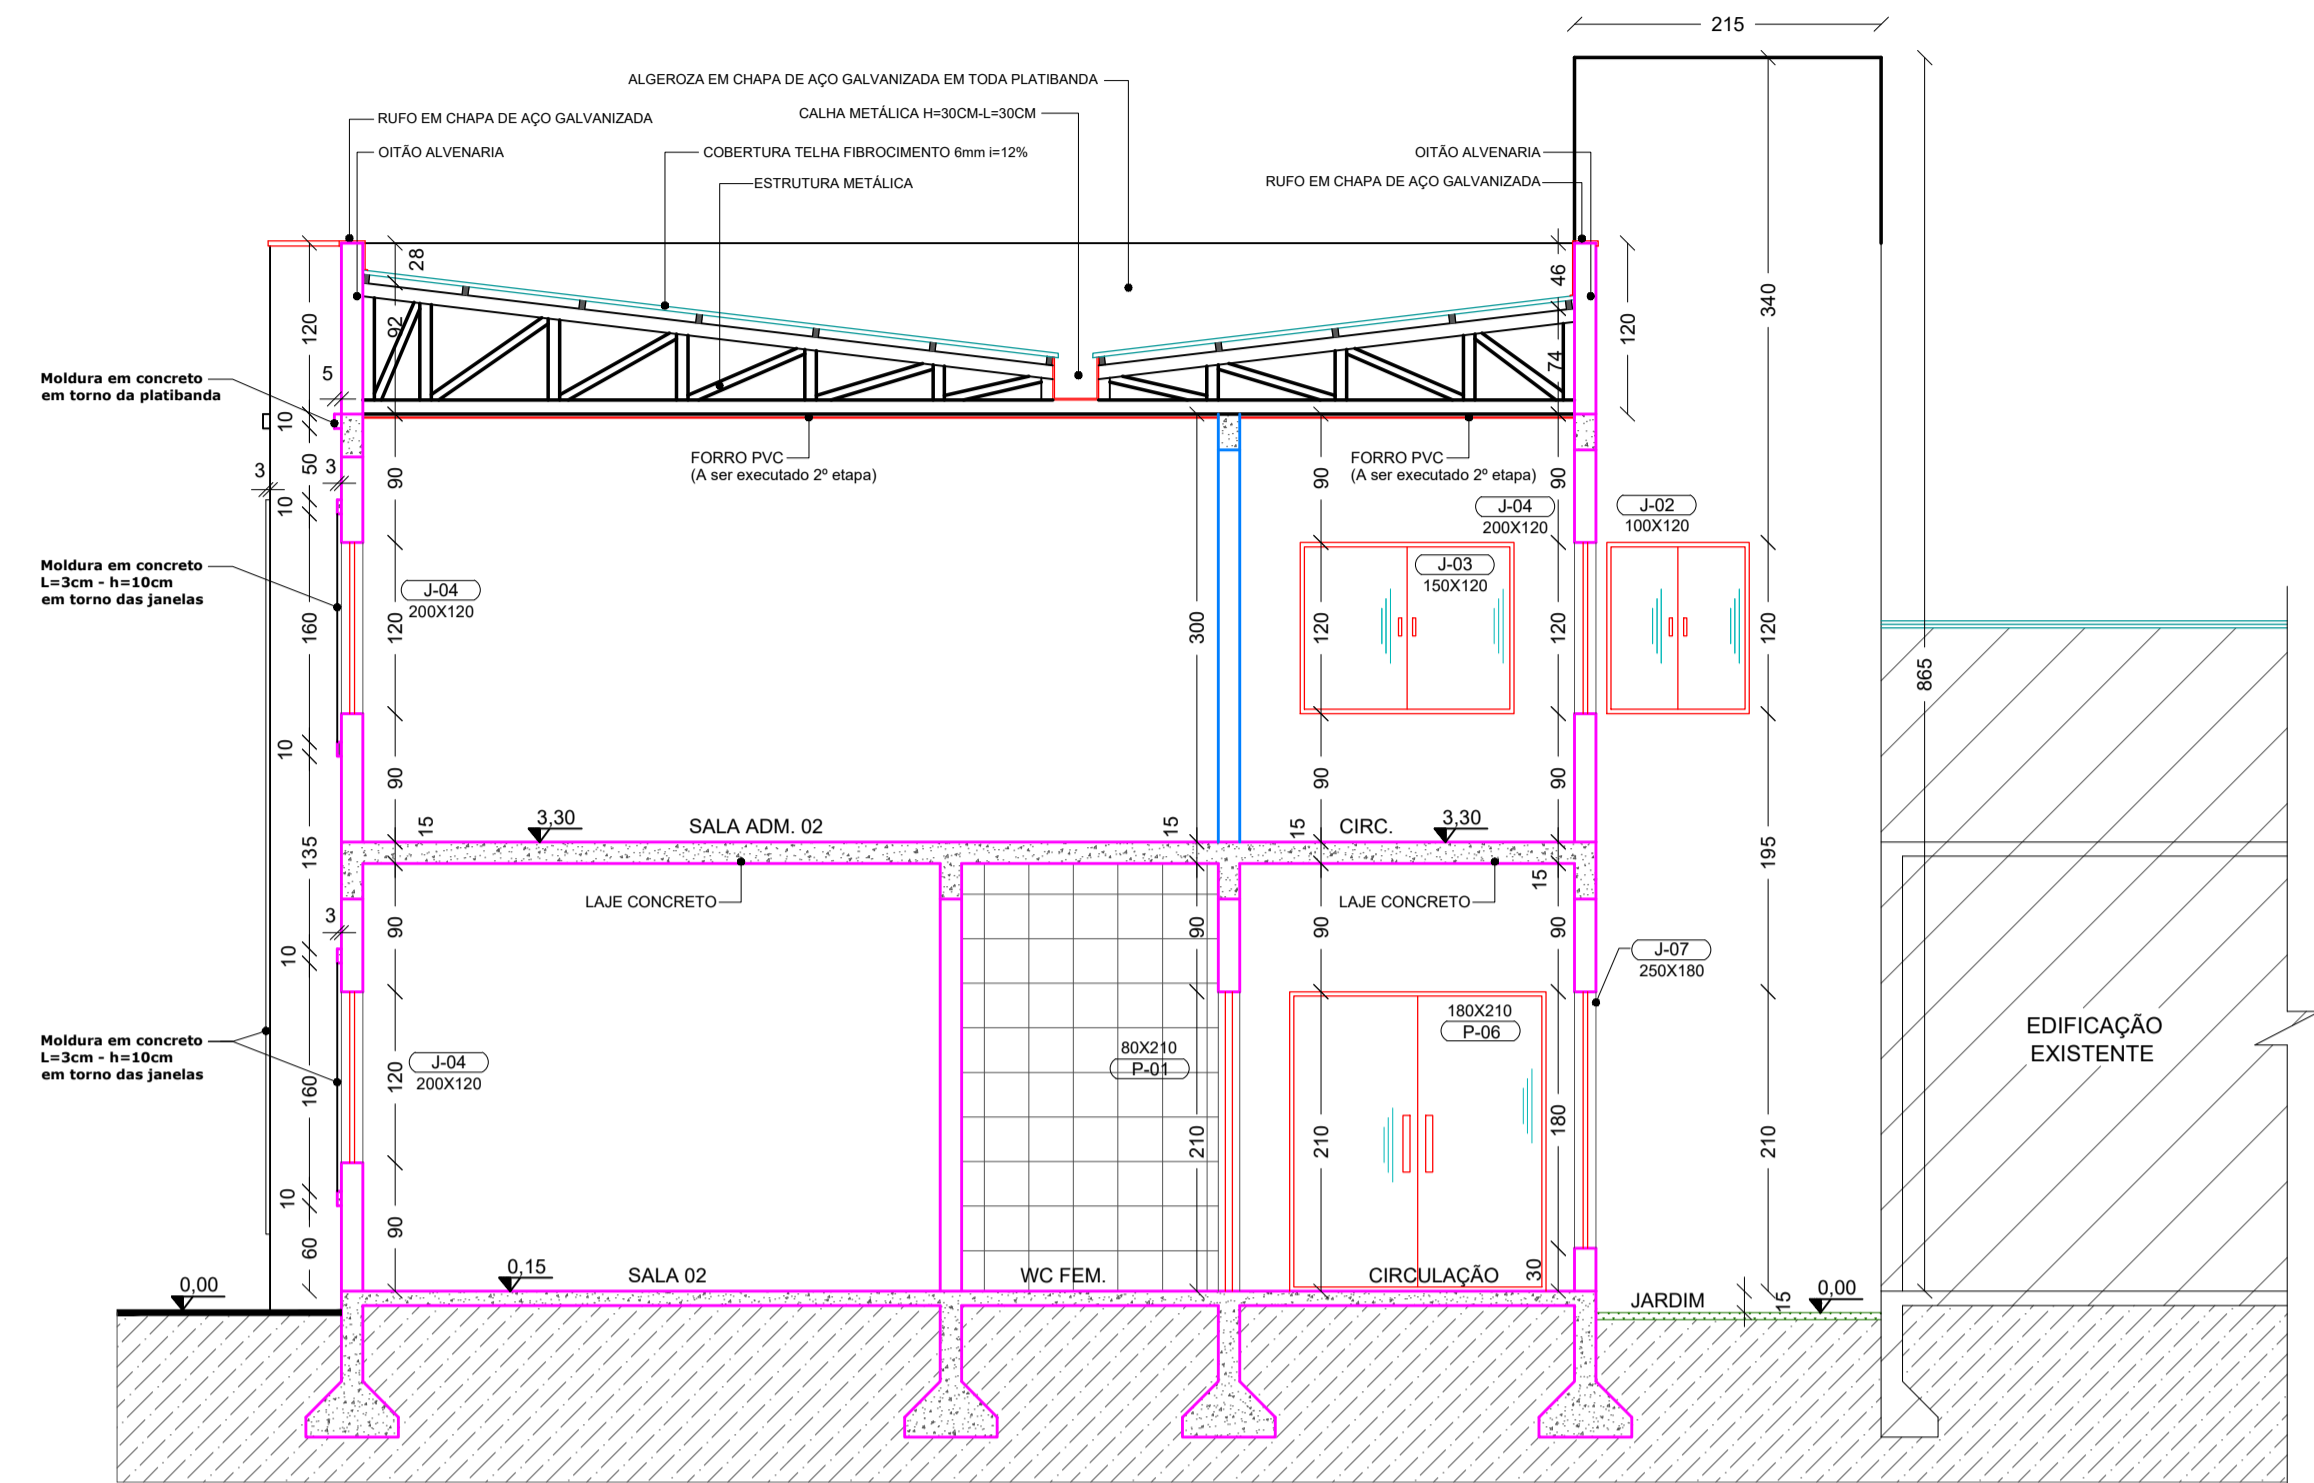 215
ALGEROZA EM CHAPA DE AÇO GALVANIZADA EM TODA PLATIBANDA
RUFO EM CHAPA DE AÇO GALVANIZADA
CALHA METÁLICA H=30CM-L=30CM
OITÃO ALVENARIA
COBERTURA TELHA FIBROCIMENTO 6mm i=12%
OITÃO ALVENARIA
ESTRUTURA METÁLICA
RUFO EM CHAPA DE AÇO GALVANIZADA
28
46
340
120
92
120
74
5
Moldura em concreto
em torno da platibanda
10
50
3
3
10
90
FORRO PVC
(A ser executado 2º etapa)
90
FORRO PVC
(A ser executado 2º etapa)
90
J-04
200X120
J-02
100X120
Moldura em concreto
L=3cm - h=10cm
em torno das janelas
J-04
200X120
J-03
150X120
160
120
300
120
120
120
865
10
90
90
90
135
15
3,30
SALA ADM. 02
15
15
CIRC.
3,30
195
LAJE CONCRETO
LAJE CONCRETO
15
3
10
90
90
90
90
J-07
250X180
Moldura em concreto
L=3cm - h=10cm
em torno das janelas
J-04
200X120
160
120
80X210
P-01
180X210
P-06
EDIFICAÇÃO
EXISTENTE
210
210
180
210
10
60
90
0,00
0,15
SALA 02
WC FEM.
CIRCULAÇÃO
30
JARDIM
15
0,00